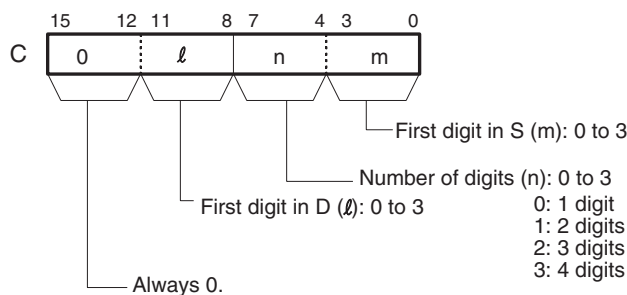 15 12 11 8 7 4 3 0
C 0 ℓ n m
First digit in S (m): 0 to 3
Number of digits (n): 0 to 3
First digit in D (ℓ): 0 to 3
0: 1 digit
1: 2 digits
2: 3 digits
3: 4 digits
Always 0.